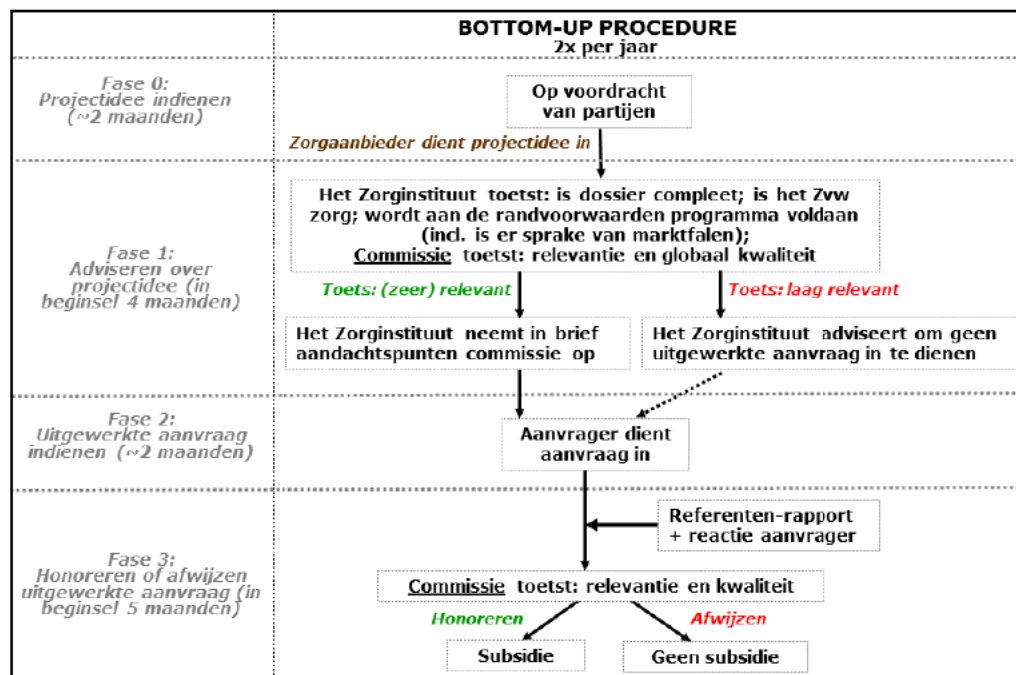 BOTTOM-UP PROCEDURE
2x per jaar
Fase 0:
Projectidee indienen
(~2 maanden)
Op voordracht
van partijen
Zorgaanbieder dient projectidee in
Fase 1:
Adviseren over
projectidee (in
beginsel 4 maanden)
Het Zorginstituut toetst: is dossier compleet; is het Zvw
zorg; wordt aan de randvoorwaarden programma voldaan
(incl. is er sprake van marktfalen);
Commissie toetst: relevantie en globaal kwaliteit
Toets: (zeer) relevant
Toets: laag relevant
Het Zorginstituut neemt in brief
aandachtspunten commissie op
Het Zorginstituut adviseert om geen
uitgewerkte aanvraag in te dienen
Fase 2:
Uitgewerkte aanvraag
indienen (~2 maanden)
Aanvrager dient
aanvraag in
Fase 3:
Honoreren of afwijzen
uitgewerkte aanvraag (in
beginsel 5 maanden)
Referenten-rapport
+ reactie aanvrager
Commissie toetst: relevantie en kwaliteit
Honoreren
Afwijzen
Subsidie
Geen subsidie